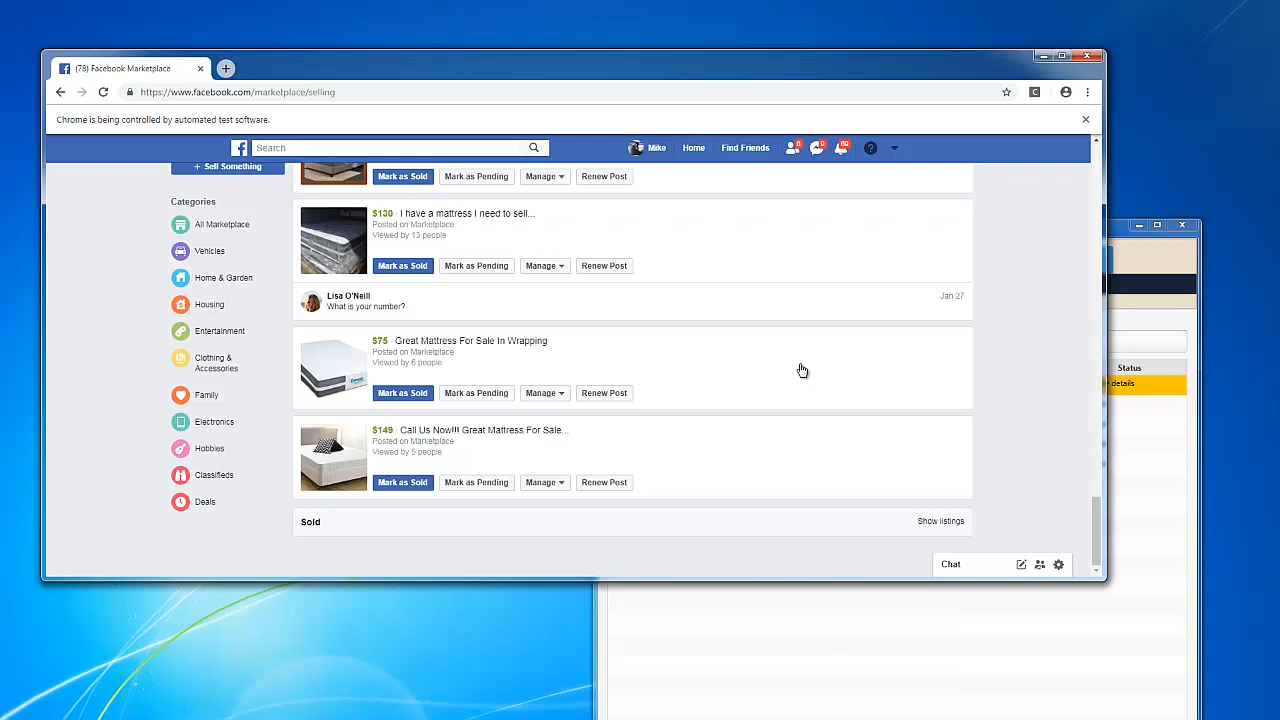 (78) Facebook Marketplace
https://www.facebook.com/marketplace/selling
Chrome is being controlled by automated test software.
Search
Mike
Home
Find Friends
+ Sell Something
Categories
All Marketplace
Vehicles
Home & Garden
Housing
Entertainment
Clothing &
Accessories
Family
Electronics
Hobbies
Classifieds
Deals
Mark as Sold Mark as Pending Manage Renew Post
$130 · I have a mattress I need to sell...
Posted on Marketplace
Viewed by 13 people
Mark as Sold Mark as Pending Manage Renew Post
Lisa O'Neill Jan 27
What is your number?
$75 · Great Mattress For Sale In Wrapping
Posted on Marketplace
Viewed by 6 people
Mark as Sold Mark as Pending Manage Renew Post
$149 · Call Us Now!!! Great Mattress For Sale...
Posted on Marketplace
Viewed by 5 people
Mark as Sold Mark as Pending Manage Renew Post
Sold Show listings
Chat
Status
details